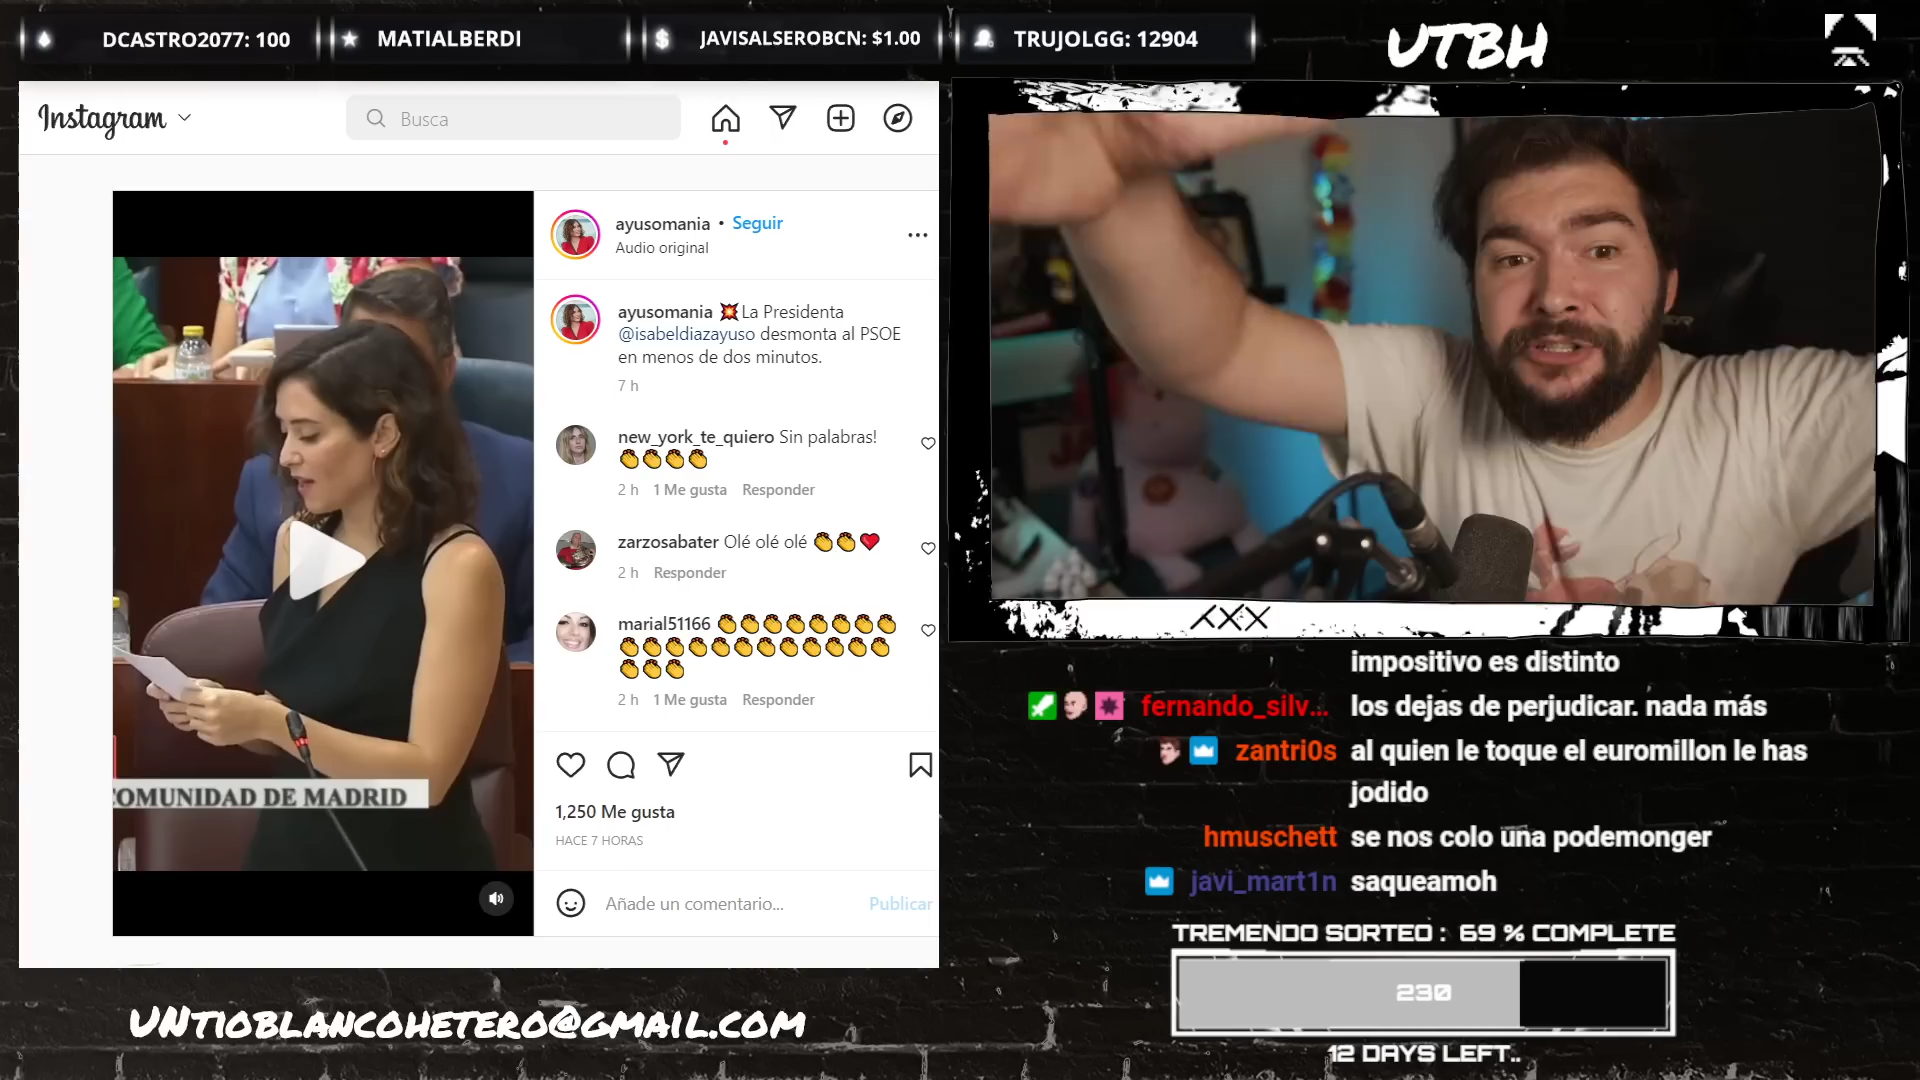 DCASTRO2077: 100
MATIALBERDI
JAVISALSEROBCN: $1.00
TRUJOLGG: 12904
UTBH
Instagram
Busca
ayusomania • Seguir
Audio original
ayusomania 💥La Presidenta
@isabeldiazayuso desmonta al PSOE
en menos de dos minutos.
7 h
new_york_te_quiero Sin palabras!
👏👏👏👏
2 h 1 Me gusta Responder
zarzosabater Olé olé olé 👏👏❤️
2 h Responder
marial51166 👏👏👏👏👏👏👏👏
👏👏👏👏👏👏👏👏👏👏👏👏
👏👏👏
2 h 1 Me gusta Responder
1,250 Me gusta
HACE 7 HORAS
Añade un comentario...
Publicar
COMUNIDAD DE MADRID
XXX
impositivo es distinto
fernando_silv... los dejas de perjudicar. nada más
zantri0s al quien le toque el euromillon le has
jodido
hmuschett se nos colo una podemonger
javi_mart1n saqueamoh
TREMENDO SORTEO : 69 % COMPLETE
230
12 DAYS LEFT..
UNTIOBLANCOHETERO@GMAIL.COM